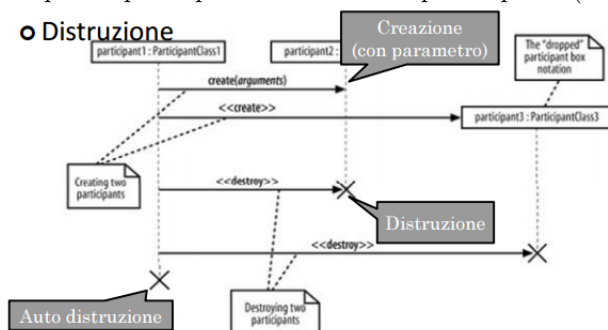 Distruzione
participant1 : ParticipantClass1
participant2 :
Creazione
(con parametro)
The "dropped"
participant box
notation
create(arguments)
<<create>>
participant3 : ParticipantClass3
Creating two
participants
<<destroy>>
Distruzione
<<destroy>>
Auto distruzione
Destroying two
participants